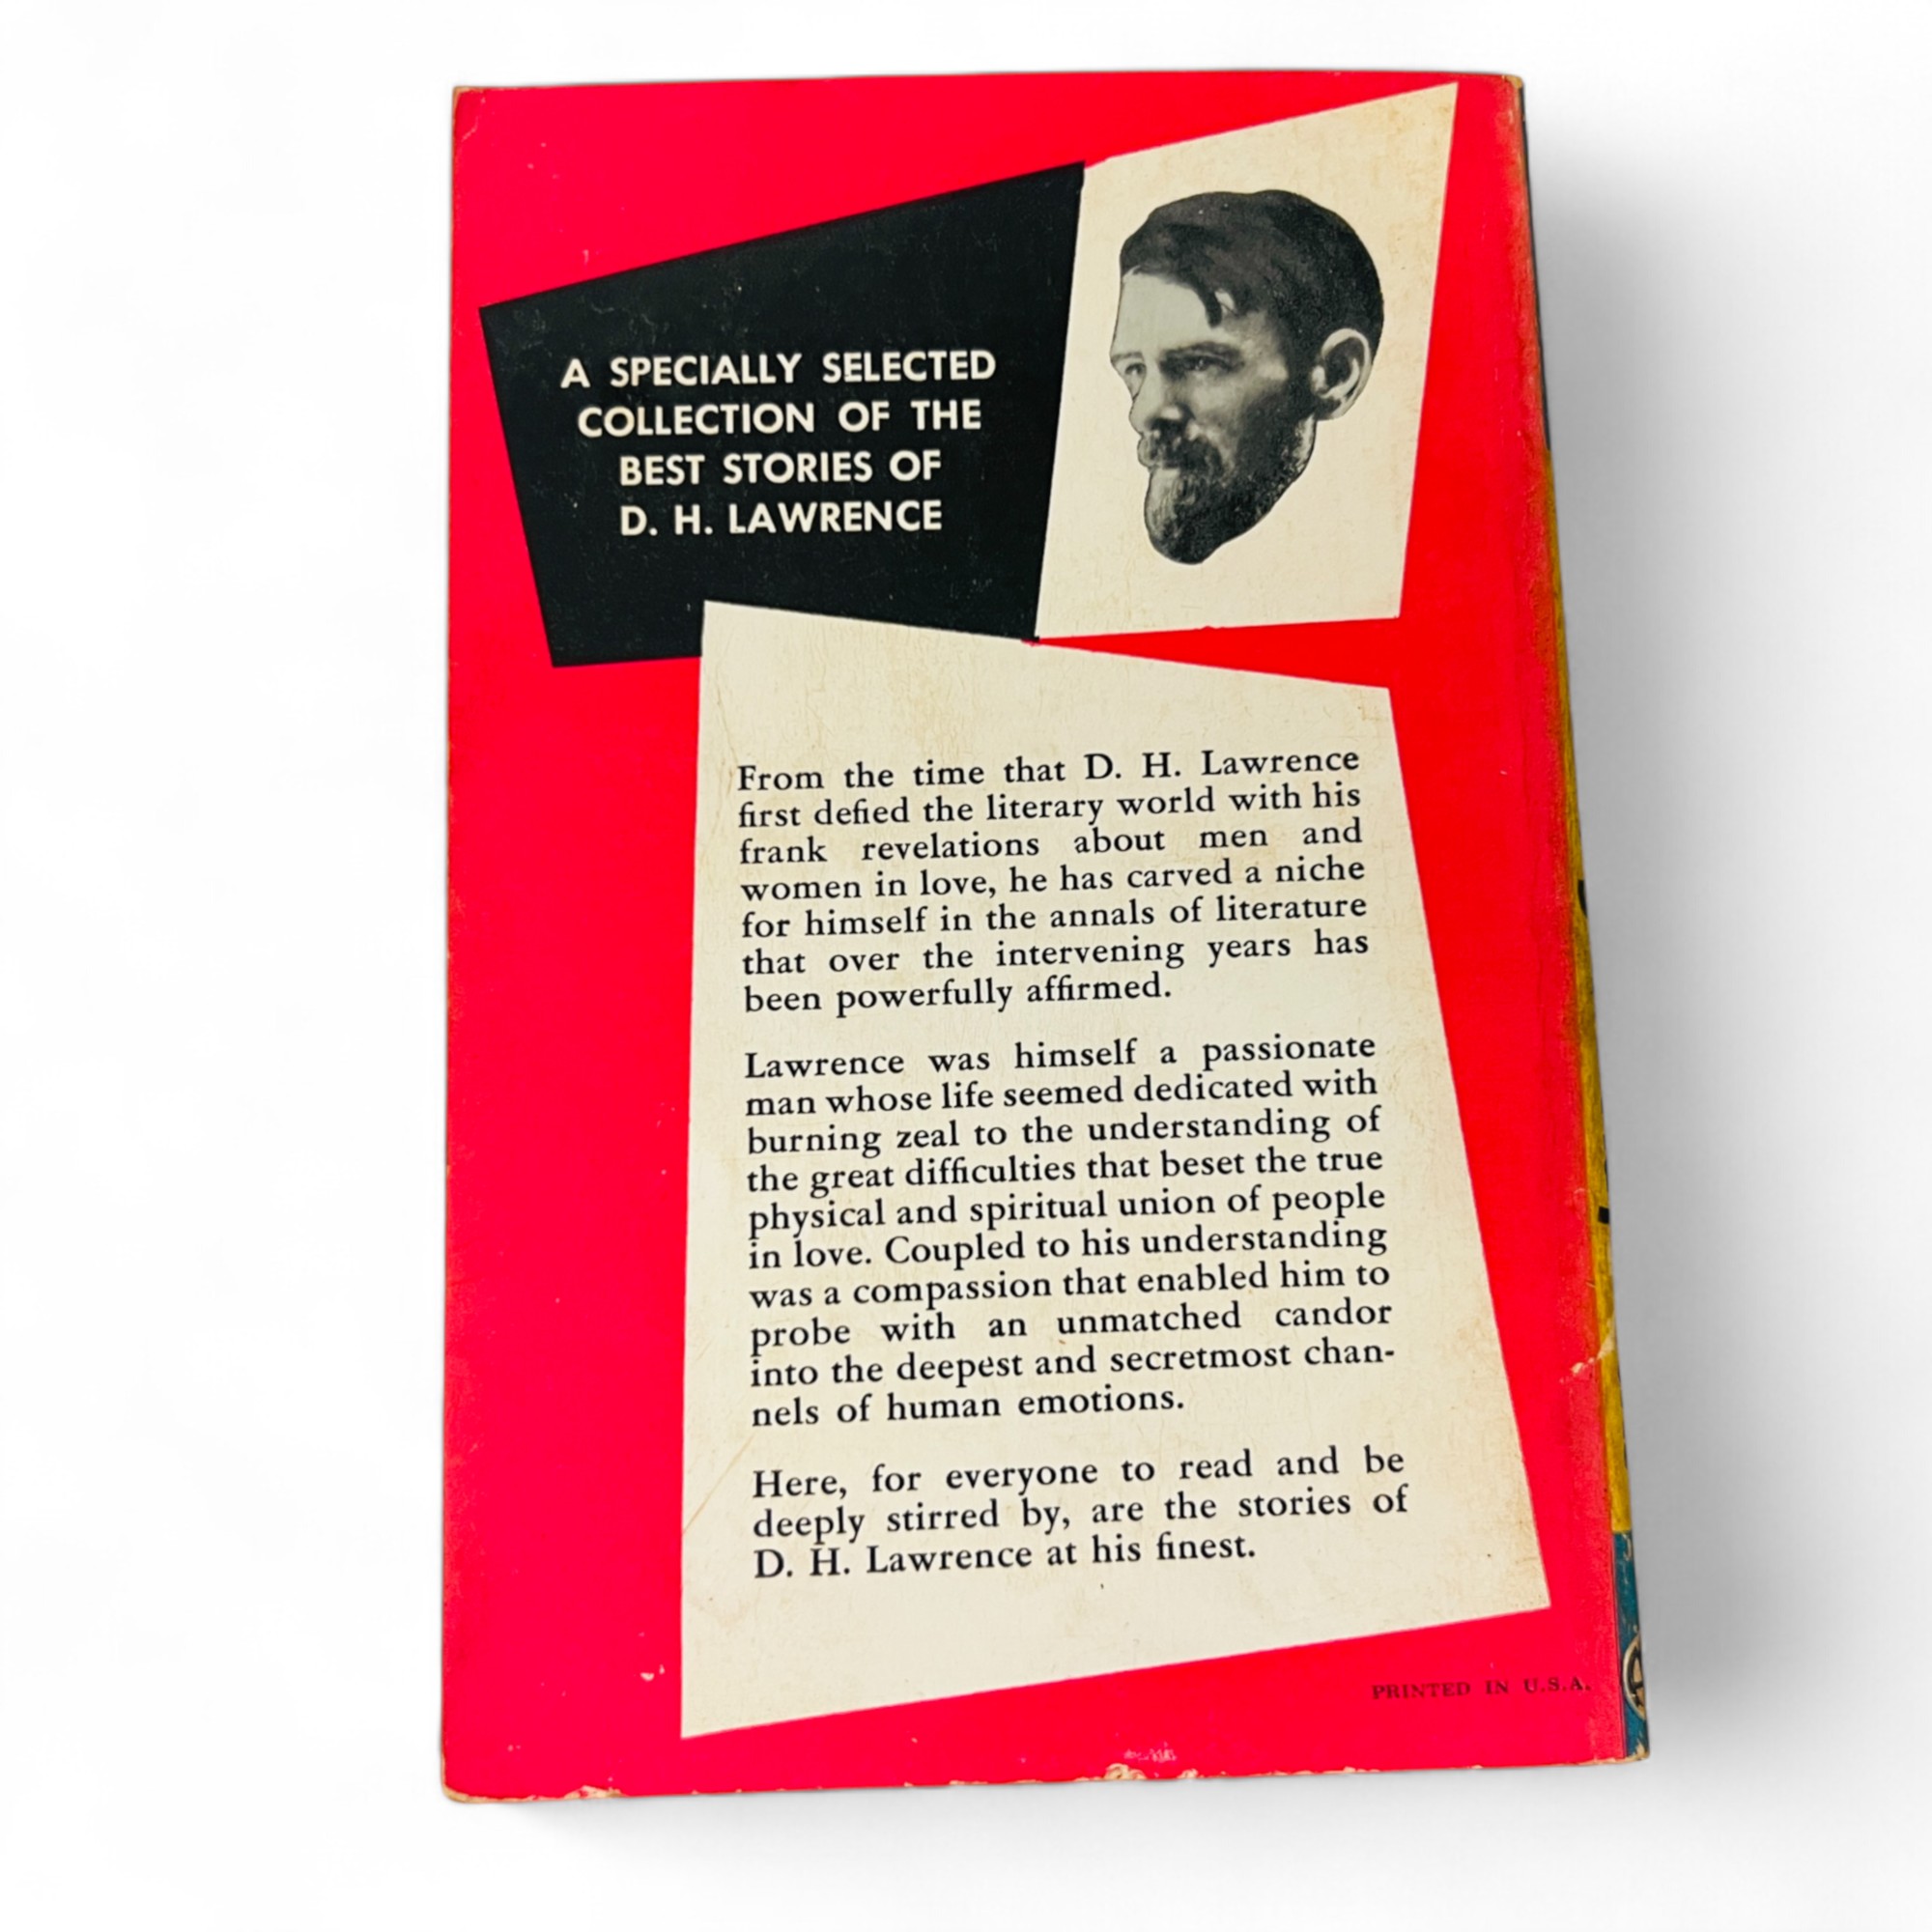 A SPECIALLY SELECTED
COLLECTION OF THE
BEST STORIES OF
D. H. LAWRENCE
From the time that D. H. Lawrence
first defied the literary world with his
frank revelations about men and
women in love, he has carved a niche
for himself in the annals of literature
that over the intervening years has
been powerfully affirmed.
Lawrence was himself a passionate
man whose life seemed dedicated with
burning zeal to the understanding of
the great difficulties that beset the true
physical and spiritual union of people
in love. Coupled to his understanding
was a compassion that enabled him to
probe with an unmatched candor
into the deepest and secretmost chan-
nels of human emotions.
Here, for everyone to read and be
deeply stirred by, are the stories of
D. H. Lawrence at his finest.
PRINTED IN U.S.A.